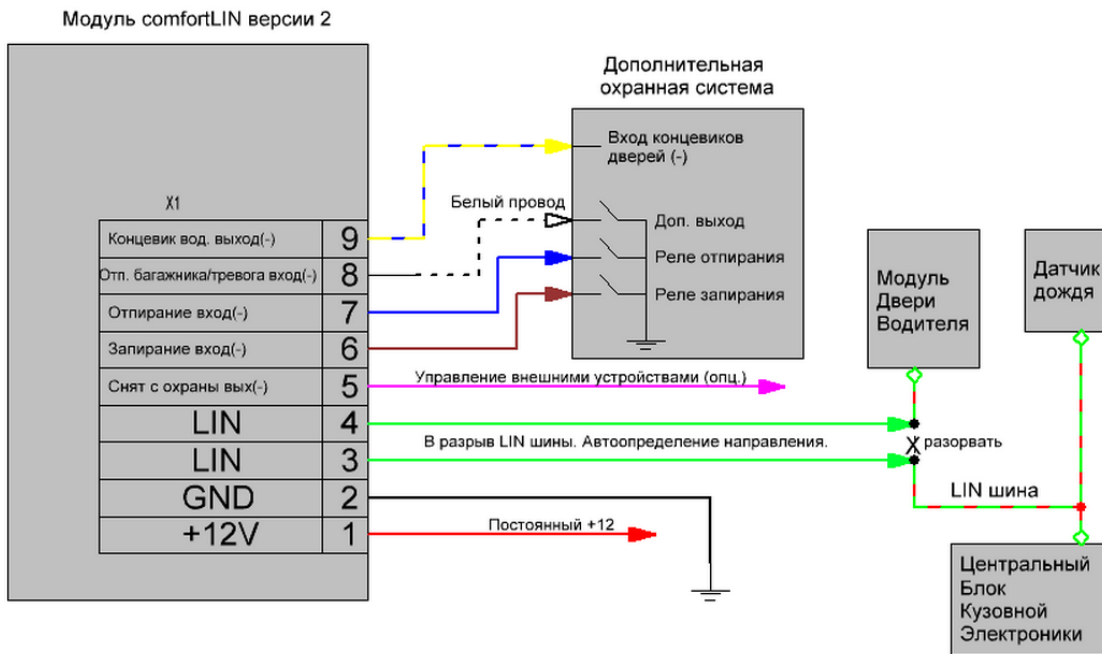 Модуль comfortLIN версии 2
Дополнительная
охранная система
Вход концевиков
дверей (-)
X1
Белый провод
Концевик вод. выход(-)
9
Доп. выход
Отп. багажника/тревога вход(-)
8
Реле отпирания
Отпирание вход(-)
7
Реле запирания
Запирание вход(-)
6
Снят с охраны вых(-)
5
Управление внешними устройствами (опц.)
LIN
4
LIN
3
В разрыв LIN шины. Автоопределение направления.
GND
2
+12V
1
Постоянный +12
Модуль
Двери
Водителя
Датчик
дождя
X разорвать
LIN шина
Центральный
Блок
Кузовной
Электроники